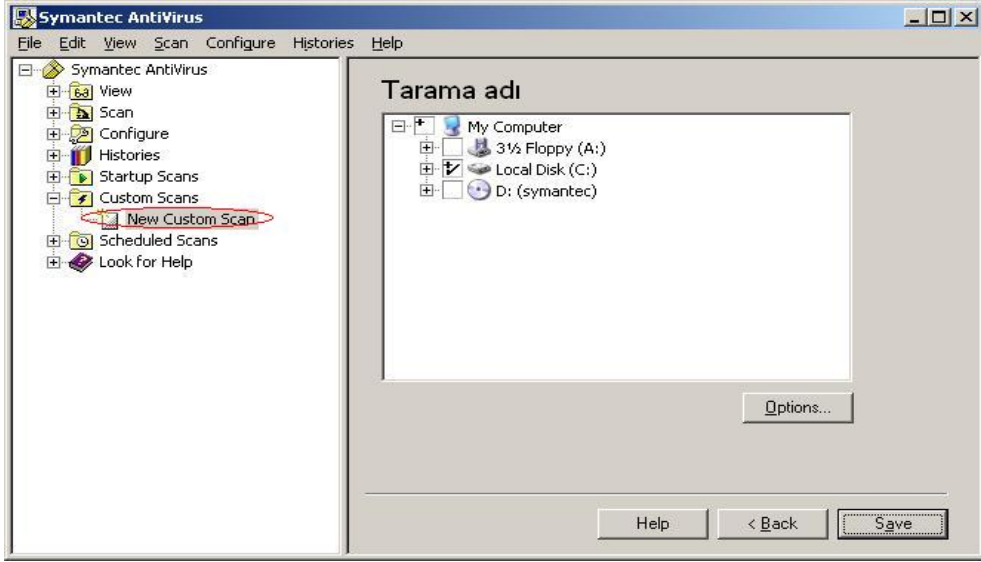 Symantec AntiVirus
File Edit View Scan Configure Histories Help
Symantec AntiVirus
View
Scan
Configure
Histories
Startup Scans
Custom Scans
New Custom Scan
Scheduled Scans
Look for Help
Tarama adı
My Computer
3½ Floppy (A:)
Local Disk (C:)
D: (symantec)
Options...
Help
< Back
Save